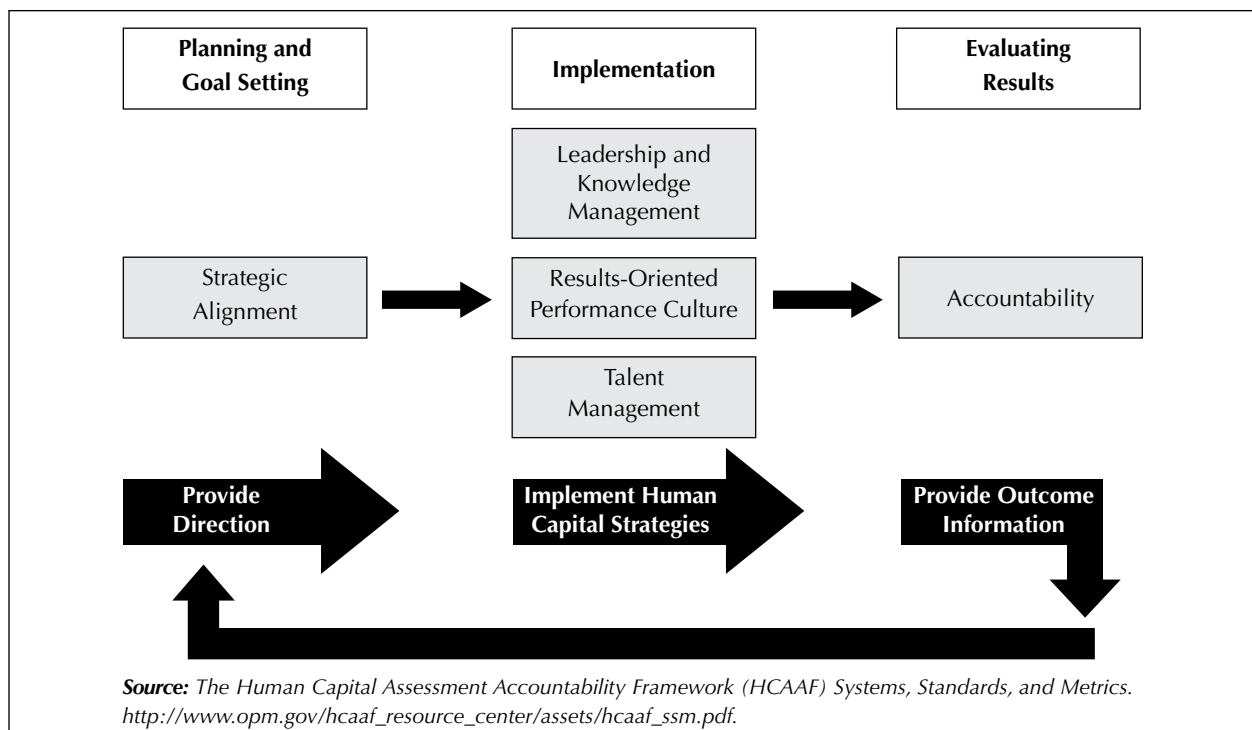 Planning and
Goal Setting
Implementation
Evaluating
Results
Leadership and
Knowledge
Management
Strategic
Alignment
Results-Oriented
Performance Culture
Accountability
Talent
Management
Provide
Direction
Implement Human
Capital Strategies
Provide Outcome
Information
Source: The Human Capital Assessment Accountability Framework (HCAAF) Systems, Standards, and Metrics.
http://www.opm.gov/hcaaf_resource_center/assets/hcaaf_ssm.pdf.